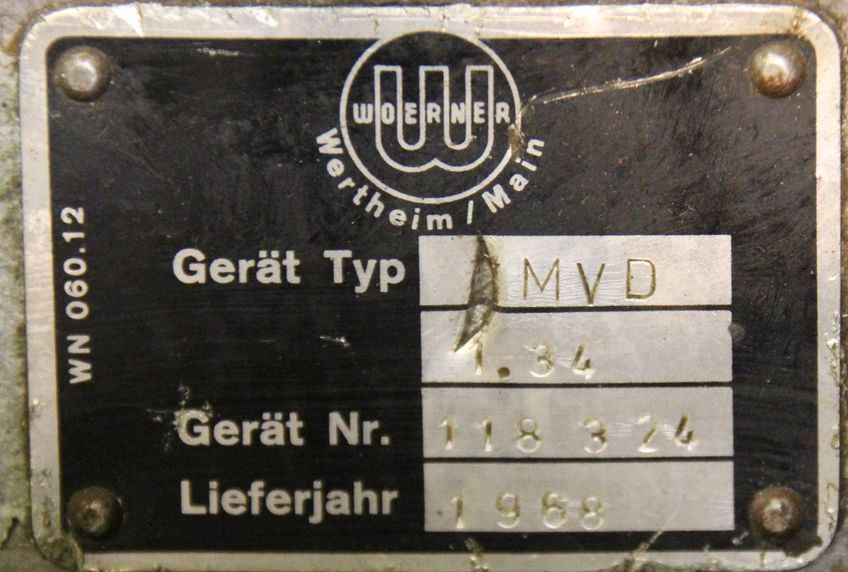 WOERNER
Wertheim / Main
WN 060.12
Gerät Typ MVD
1.34
Gerät Nr. 118 324
Lieferjahr 1968